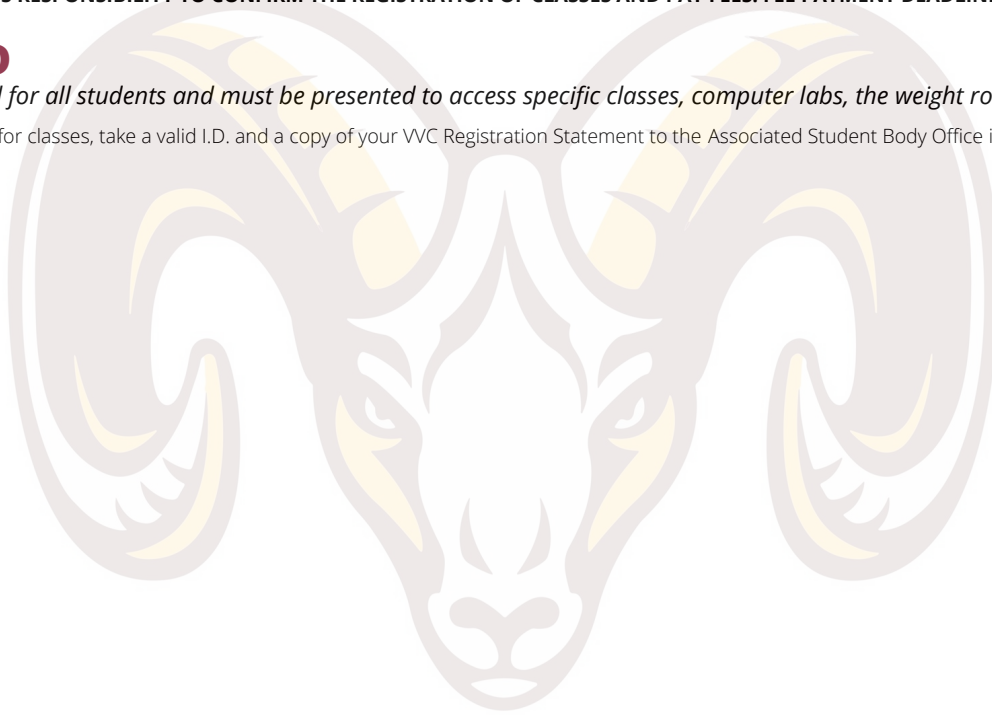 RESPONSIBILITY TO CONFIRM THE REGISTRATION OF CLASSES AND PAY FEES. FEE PAYMENT
for all students and must be presented to access specific classes, computer labs, the weight
for classes, take a valid I.D. and a copy of your VVC Registration Statement to the Associated Student Body Office